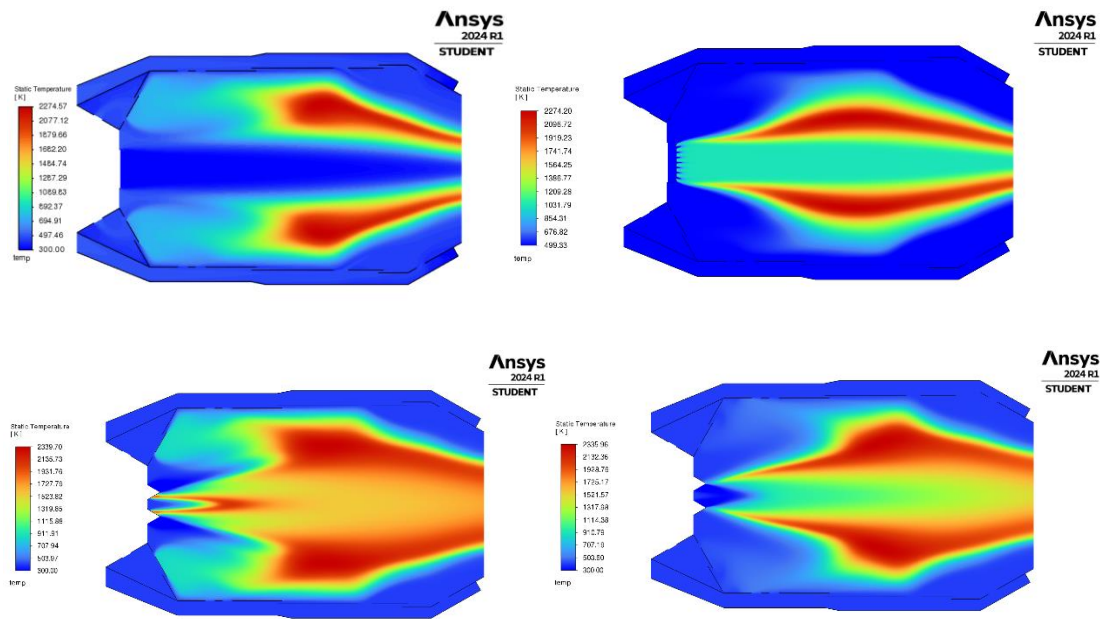 Ansys
2024 R1
STUDENT
Static Temperature
[ K ]
2274.57
2077.12
1879.66
1682.20
1484.74
1287.29
1089.83
892.37
694.91
497.46
300.00
temp
Ansys
2024 R1
STUDENT
Static Temperature
[ K ]
2274.20
2096.72
1919.23
1741.74
1564.25
1386.77
1209.28
1031.79
854.31
676.82
499.33
temp
Ansys
2024 R1
STUDENT
Static Temperature
[ K ]
2339.70
2135.73
1931.76
1727.79
1523.82
1319.85
1115.88
911.91
707.94
503.97
300.00
temp
Ansys
2024 R1
STUDENT
Static Temperature
[ K ]
2335.96
2132.36
1928.76
1725.17
1521.57
1317.98
1114.38
910.79
707.19
503.60
300.00
temp